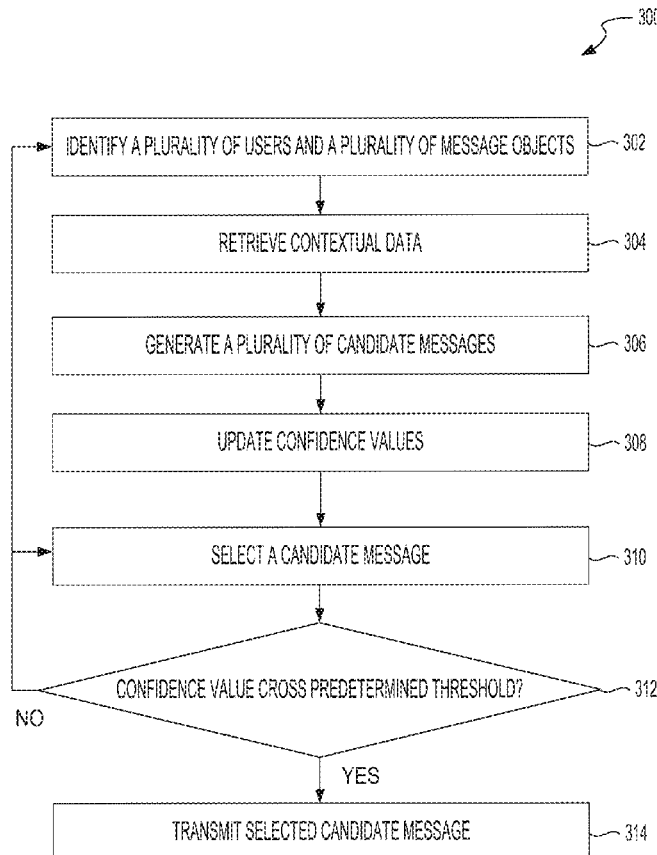 300
IDENTIFY A PLURALITY OF USERS AND A PLURALITY OF MESSAGE OBJECTS
302
RETRIEVE CONTEXTUAL DATA
304
GENERATE A PLURALITY OF CANDIDATE MESSAGES
306
UPDATE CONFIDENCE VALUES
308
SELECT A CANDIDATE MESSAGE
310
CONFIDENCE VALUE CROSS PREDETERMINED THRESHOLD?
312
NO
YES
TRANSMIT SELECTED CANDIDATE MESSAGE
314